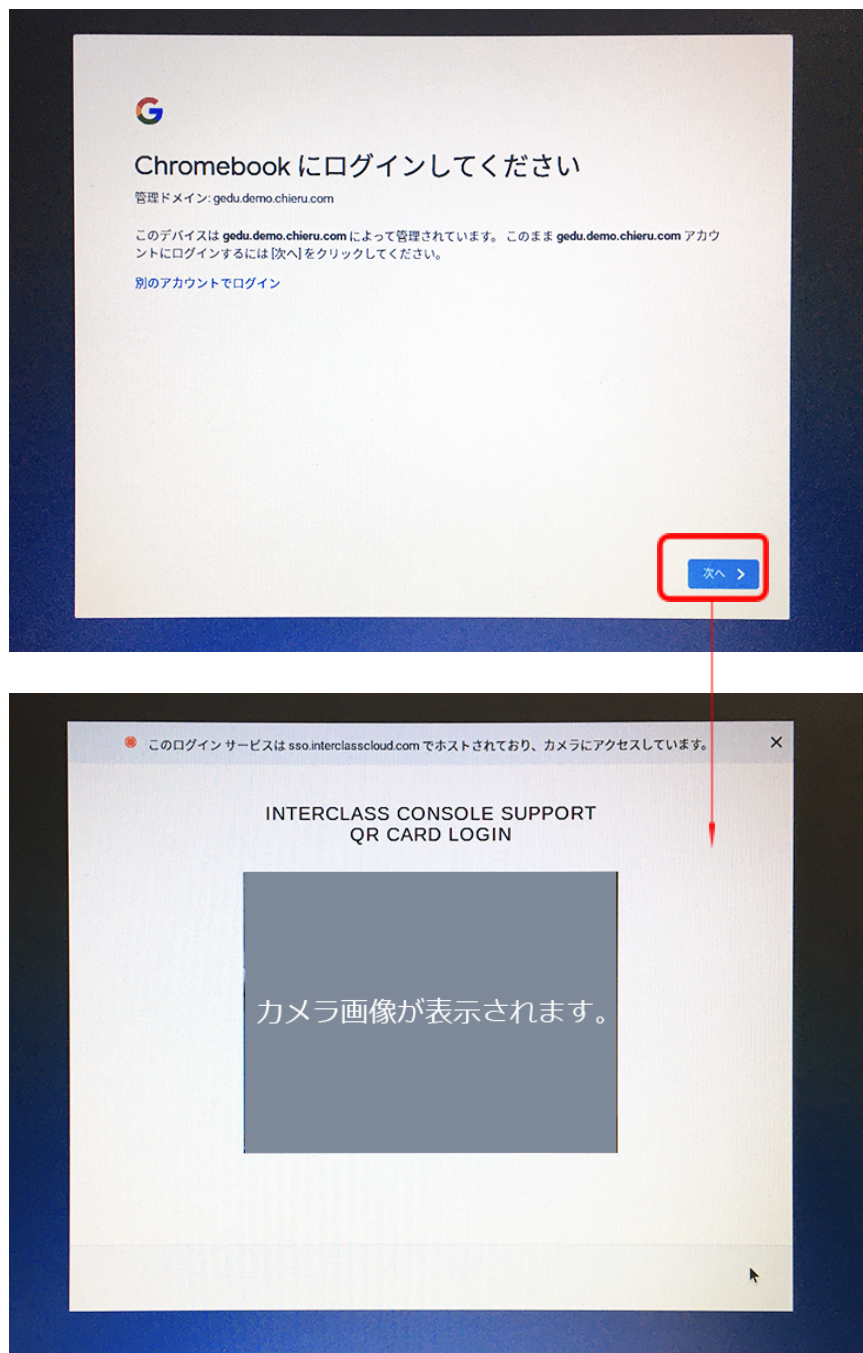 Chromebook にログインしてください
管理ドメイン: gedu.demo.chieru.com
このデバイスは gedu.demo.chieru.com によって管理されています。 このまま gedu.demo.chieru.com アカウ
ントにログインするには [次へ] をクリックしてください。
別のアカウントでログイン
次へ
このログイン サービスは sso.interclasscloud.com でホストされており、カメラにアクセスしています。
INTERCLASS CONSOLE SUPPORT
QR CARD LOGIN
カメラ画像が表示されます。